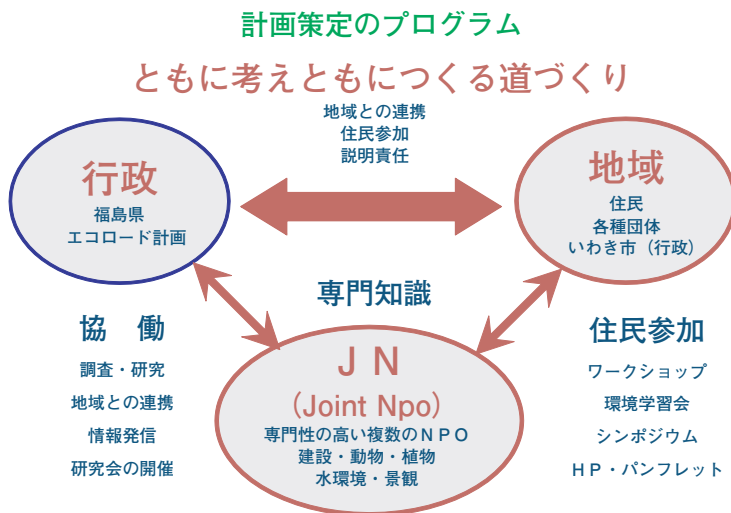 計画策定のプログラム
ともに考えともにつくる道づくり
地域との連携
住民参加
説明責任
行政
福島県
エコロード計画
地域
住民
各種団体
いわき市（行政）
専門知識
協　働
調査・研究
地域との連携
情報発信
研究会の開催
ＪＮ
(Joint Npo)
専門性の高い複数のＮＰＯ
建設・動物・植物
水環境・景観
住民参加
ワークショップ
環境学習会
シンポジウム
ＨＰ・パンフレット